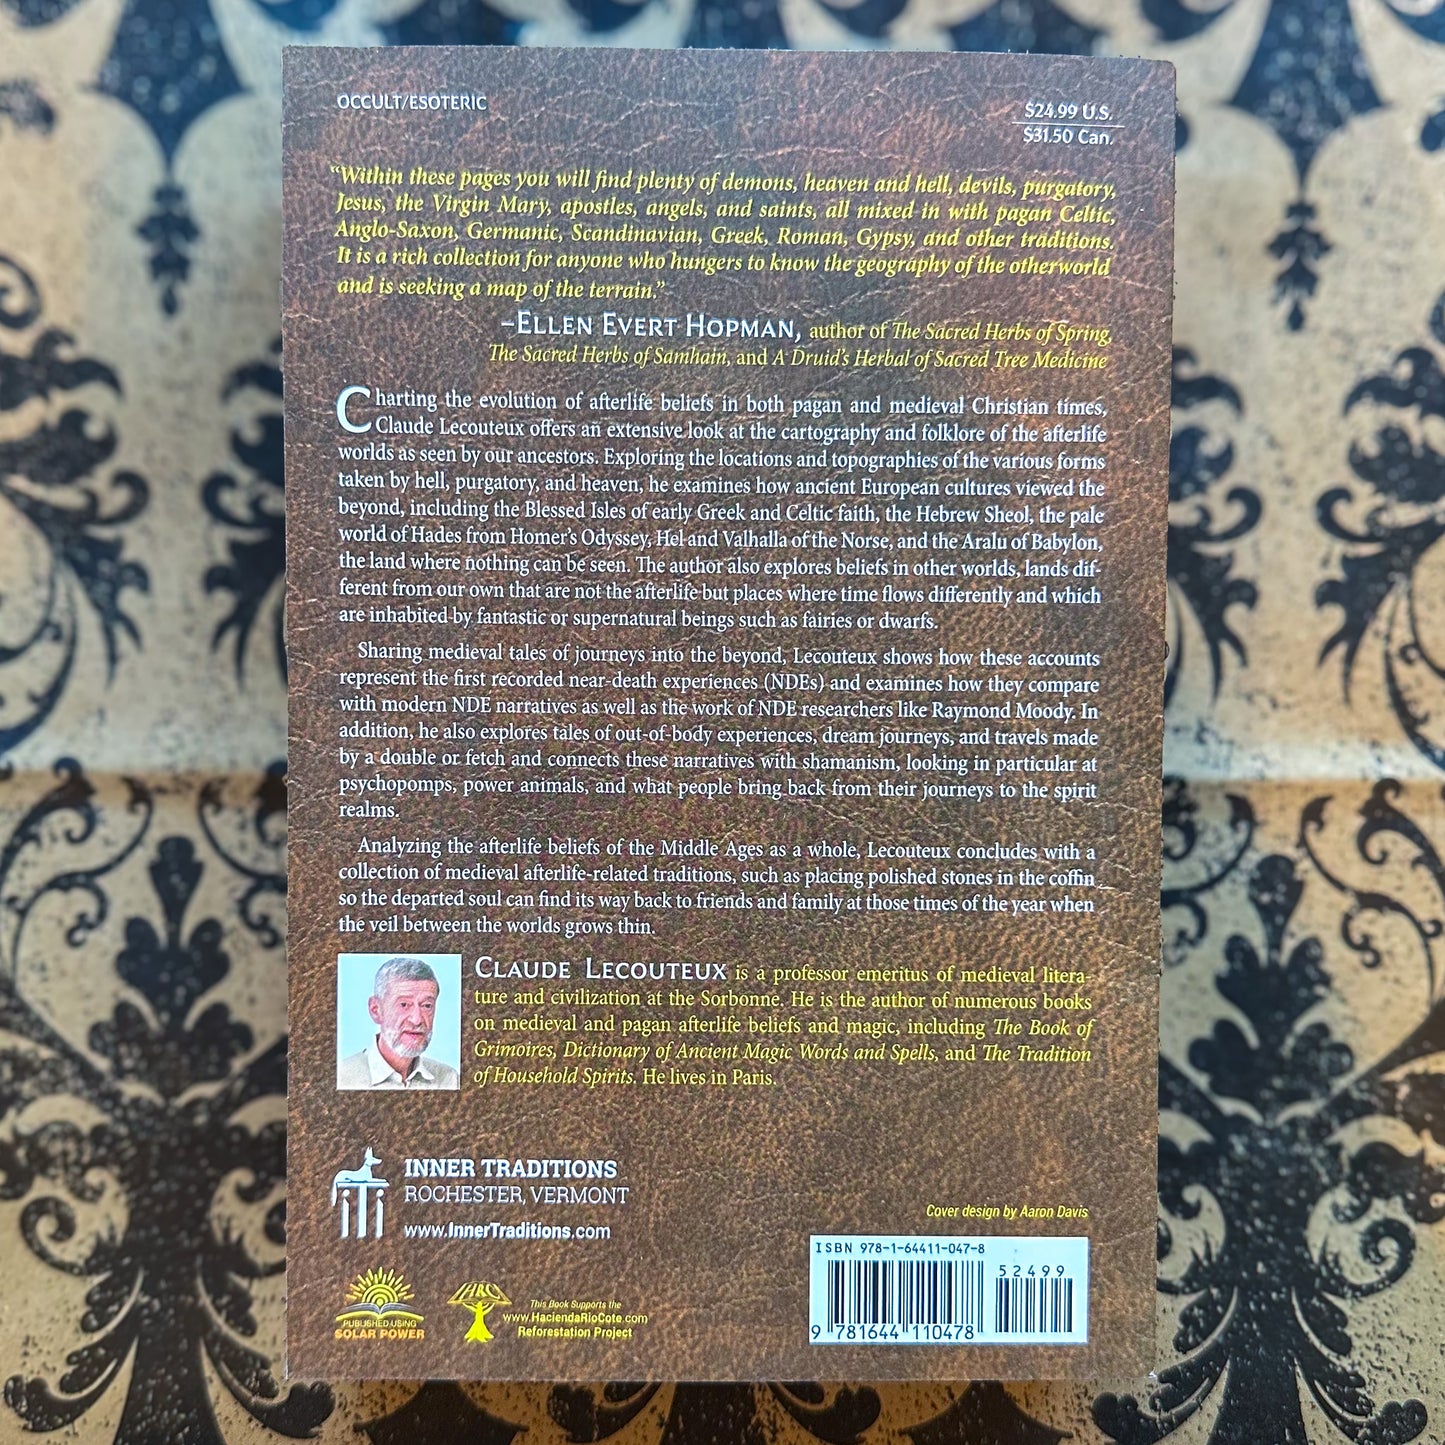 OCCULT/ESOTERIC
$24.99 U.S.
$31.50 Can.
“Within these pages you will find plenty of demons, heaven and hell, devils, purgatory,
Jesus, the Virgin Mary, apostles, angels, and saints, all mixed in with pagan Celtic,
Anglo-Saxon, Germanic, Scandinavian, Greek, Roman, Gypsy, and other traditions.
It is a rich collection for anyone who hungers to know the geography of the otherworld
and is seeking a map of the terrain.”
–ELLEN EVERT HOPMAN, author of The Sacred Herbs of Spring,
The Sacred Herbs of Samhain, and A Druid’s Herbal of Sacred Tree Medicine
Charting the evolution of afterlife beliefs in both pagan and medieval Christian times,
Claude Lecouteux offers an extensive look at the cartography and folklore of the afterlife
worlds as seen by our ancestors. Exploring the locations and topographies of the various forms
taken by hell, purgatory, and heaven, he examines how ancient European cultures viewed the
beyond, including the Blessed Isles of early Greek and Celtic faith, the Hebrew Sheol, the pale
world of Hades from Homer’s Odyssey, Hel and Valhalla of the Norse, and the Aralu of Babylon,
the land where nothing can be seen. The author also explores beliefs in other worlds, lands dif-
ferent from our own that are not the afterlife but places where time flows differently and which
are inhabited by fantastic or supernatural beings such as fairies or dwarfs.
Sharing medieval tales of journeys into the beyond, Lecouteux shows how these accounts
represent the first recorded near-death experiences (NDEs) and examines how they compare
with modern NDE narratives as well as the work of NDE researchers like Raymond Moody. In
addition, he also explores tales of out-of-body experiences, dream journeys, and travels made
by a double or fetch and connects these narratives with shamanism, looking in particular at
psychopomps, power animals, and what people bring back from their journeys to the spirit
realms.
Analyzing the afterlife beliefs of the Middle Ages as a whole, Lecouteux concludes with a
collection of medieval afterlife-related traditions, such as placing polished stones in the coffin
so the departed soul can find its way back to friends and family at those times of the year when
the veil between the worlds grows thin.
CLAUDE LECOUTEUX is a professor emeritus of medieval litera-
ture and civilization at the Sorbonne. He is the author of numerous books
on medieval and pagan afterlife beliefs and magic, including The Book of
Grimoires, Dictionary of Ancient Magic Words and Spells, and The Tradition
of Household Spirits. He lives in Paris.
INNER TRADITIONS
ROCHESTER, VERMONT
www.InnerTraditions.com
Cover design by Aaron Davis
ISBN 978-1-64411-047-8
52499
9 781644 110478
PUBLISHED USING
SOLAR POWER
HRC
This Book Supports the
www.HaciendaRioCote.com
Reforestation Project